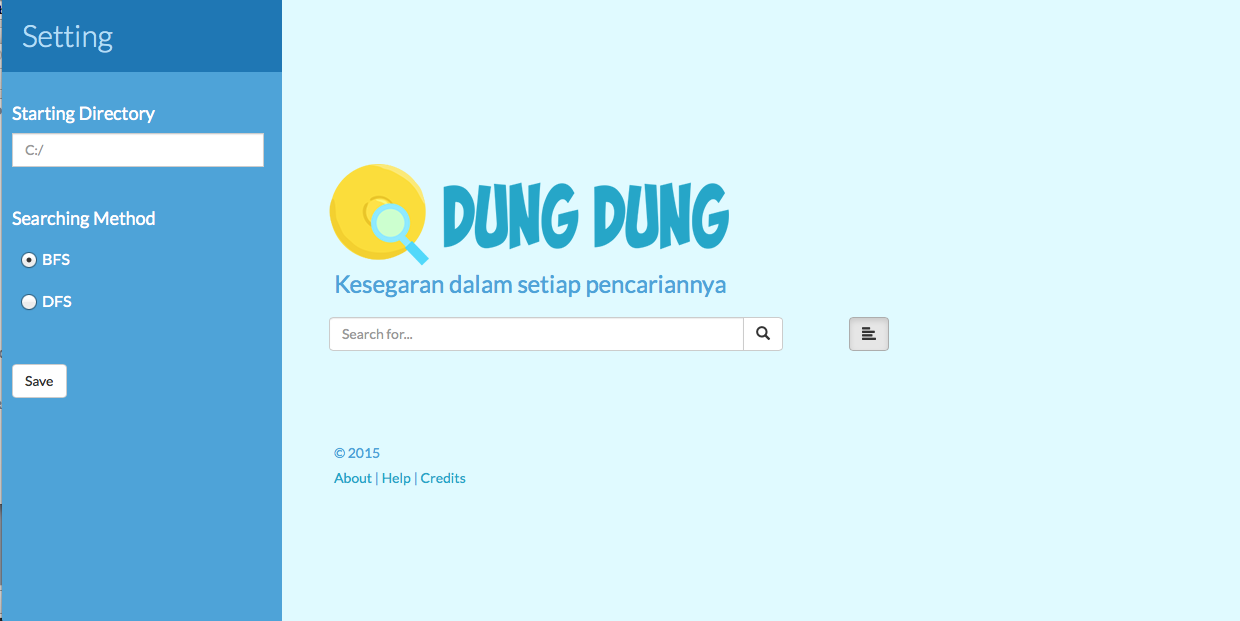 Setting
Starting Directory
C:/
Searching Method
BFS
DFS
Save
DUNG DUNG
Kesegaran dalam setiap pencariannya
Search for...
© 2015
About | Help | Credits